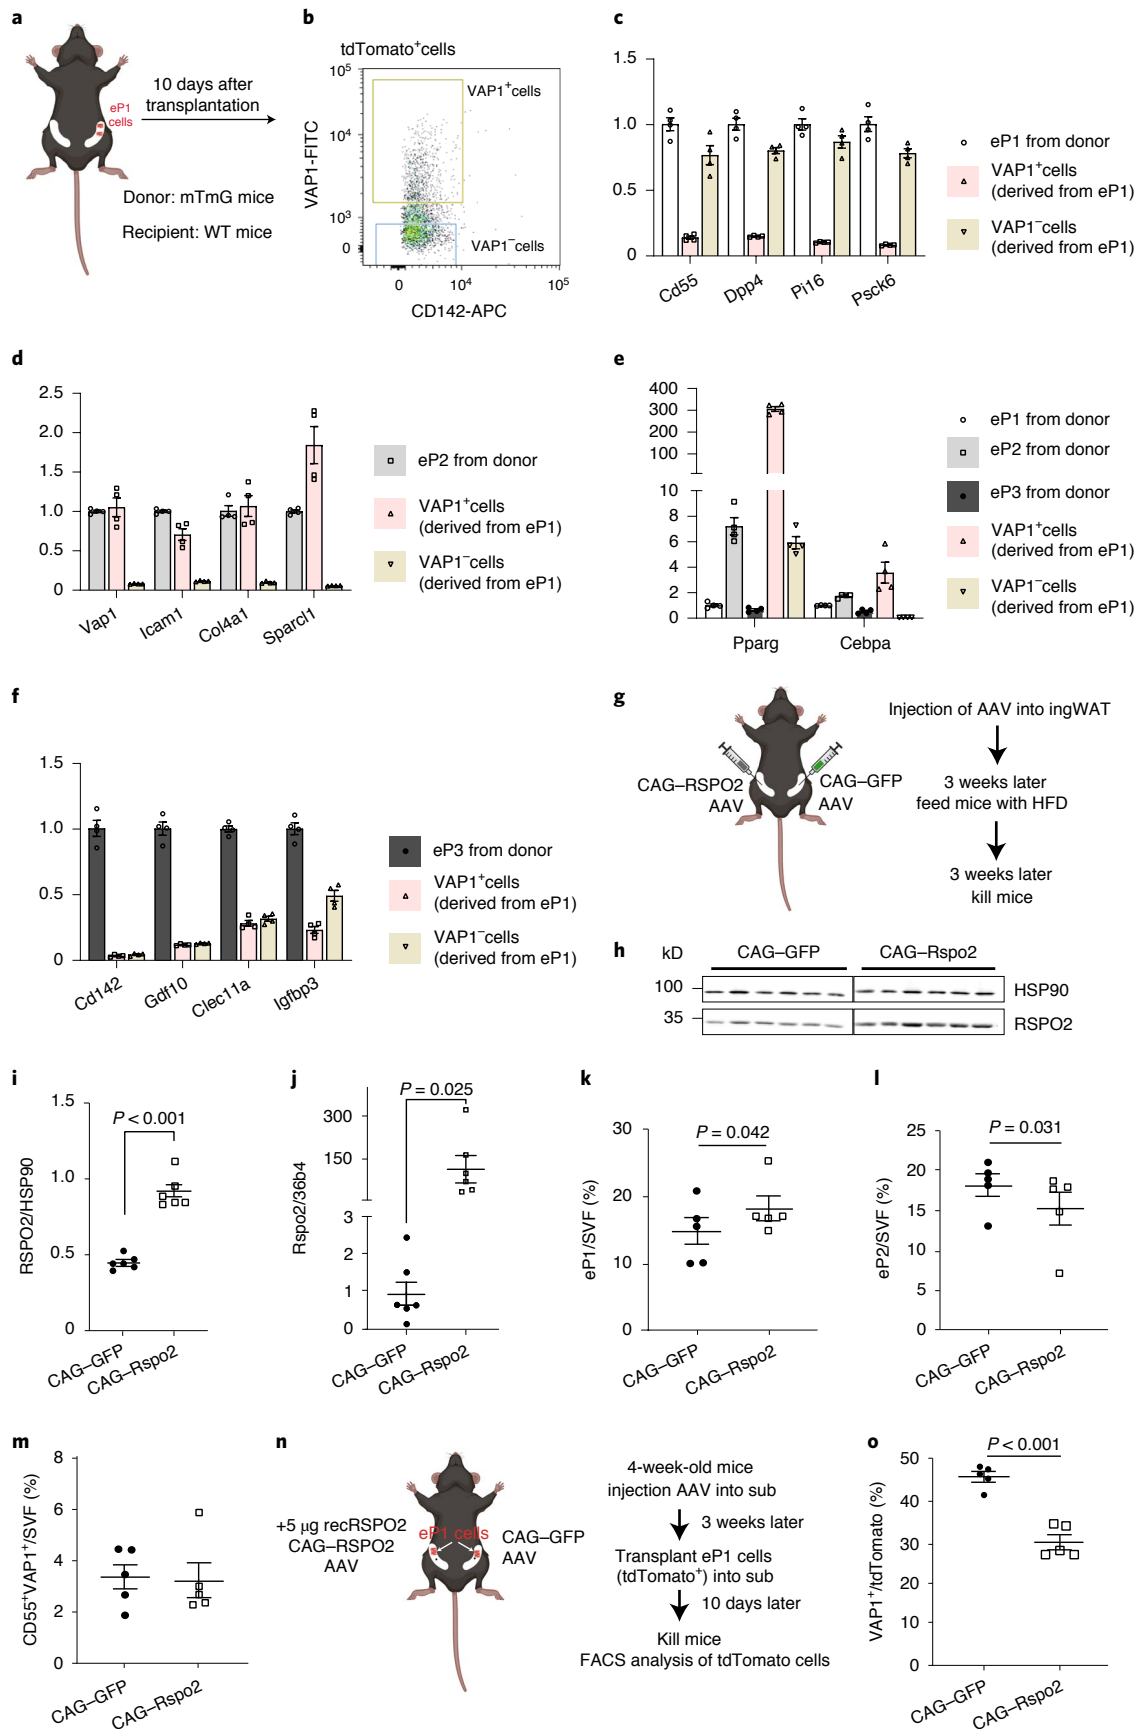 a
eP1
cells
10 days after
transplantation
Donor: mTmG mice
Recipient: WT mice
b
tdTomato⁺cells
10⁵
10⁴
10³
0
VAP1-FITC
VAP1⁺cells
VAP1⁻cells
0
10⁴
10⁵
CD142-APC
c
1.5
1.0
0.5
0
Cd55
Dpp4
Pi16
Psck6
eP1 from donor
VAP1⁺cells
(derived from eP1)
VAP1⁻cells
(derived from eP1)
d
2.5
2.0
1.5
1.0
0.5
0
Vap1
Icam1
Col4a1
Sparcl1
eP2 from donor
VAP1⁺cells
(derived from eP1)
VAP1⁻cells
(derived from eP1)
e
400
300
200
100
8
6
4
2
0
Pparg
Cebpa
eP1 from donor
eP2 from donor
eP3 from donor
VAP1⁺cells
(derived from eP1)
VAP1⁻cells
(derived from eP1)
f
1.5
1.0
0.5
0
Cd142
Gdf10
Clec11a
Igfbp3
eP3 from donor
VAP1⁺cells
(derived from eP1)
VAP1⁻cells
(derived from eP1)
g
CAG–RSPO2
AAV
CAG–GFP
AAV
Injection of AAV into ingWAT
3 weeks later
feed mice with HFD
3 weeks later
kill mice
h
kD
CAG–GFP
CAG–Rspo2
100
HSP90
35
RSPO2
i
1.5
1.0
0.5
0
RSPO2/HSP90
P < 0.001
CAG–GFP
CAG–Rspo2
j
300
150
3
2
1
0
Rspo2/36b4
P = 0.025
CAG–GFP
CAG–Rspo2
k
30
20
10
0
eP1/SVF (%)
P = 0.042
CAG–GFP
CAG–Rspo2
l
25
20
15
10
5
0
eP2/SVF (%)
P = 0.031
CAG–GFP
CAG–Rspo2
m
8
6
4
2
0
CD55⁺VAP1⁺/SVF (%)
CAG–GFP
CAG–Rspo2
n
+5 µg recRSPO2
CAG–RSPO2
AAV
eP1 cells
CAG–GFP
AAV
4-week-old mice
injection AAV into sub
3 weeks later
Transplant eP1 cells
(tdTomato⁺) into sub
10 days later
Kill mice
FACS analysis of tdTomato cells
o
50
40
30
20
10
0
VAP1⁺/tdTomato (%)
P < 0.001
CAG–GFP
CAG–Rspo2